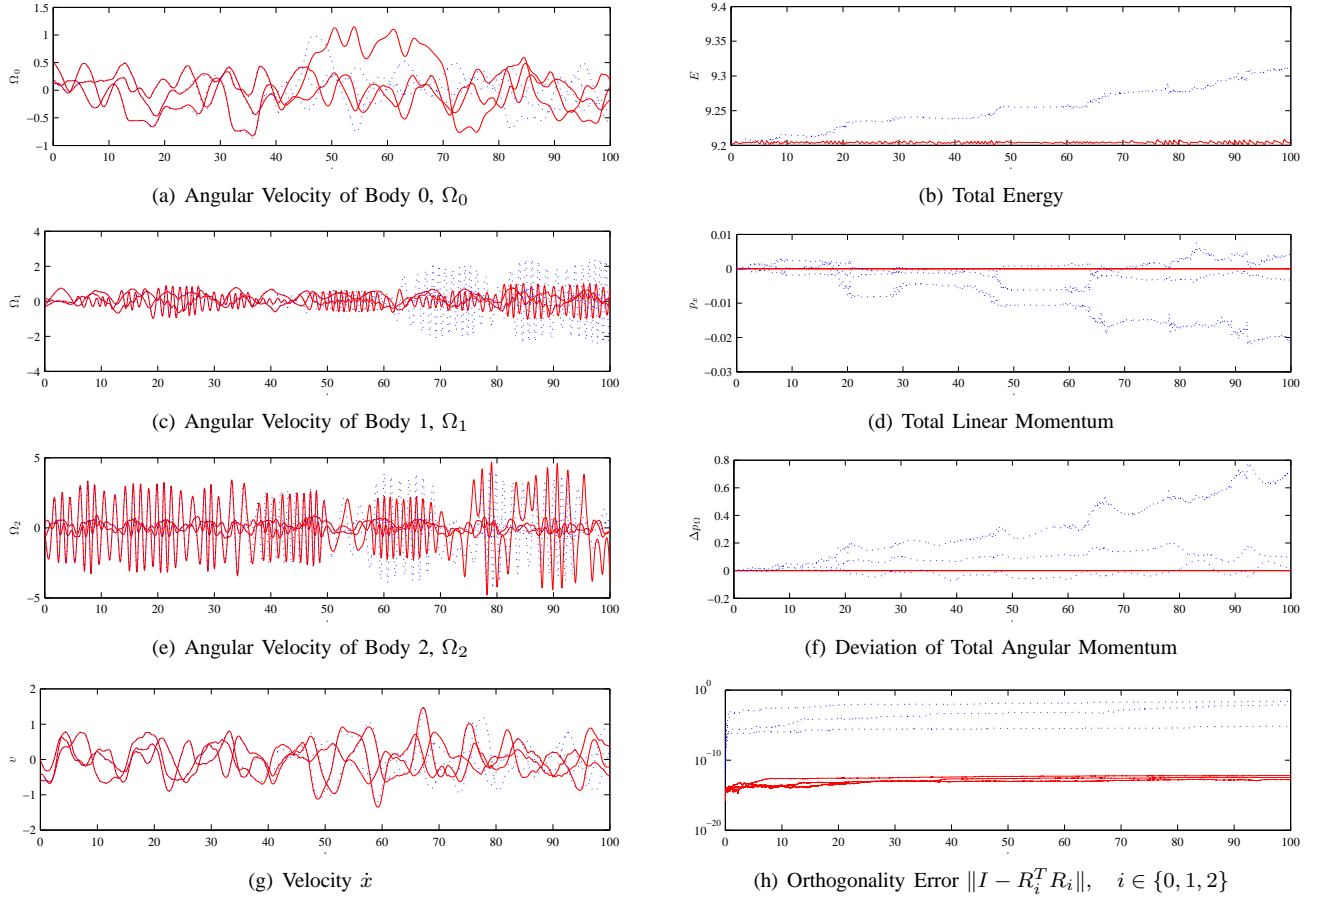 1.5
1
0.5
0
−0.5
−1
Ω₀
0 10 20 30 40 50 60 70 80 90 100
(a) Angular Velocity of Body 0, Ω₀
9.4
9.35
9.3
9.25
9.2
E
0 10 20 30 40 50 60 70 80 90 100
(b) Total Energy
4
2
0
−2
−4
Ω₁
0 10 20 30 40 50 60 70 80 90 100
(c) Angular Velocity of Body 1, Ω₁
0.01
0
−0.01
−0.02
−0.03
pₓ
0 10 20 30 40 50 60 70 80 90 100
(d) Total Linear Momentum
5
0
−5
Ω₂
0 10 20 30 40 50 60 70 80 90 100
(e) Angular Velocity of Body 2, Ω₂
0.8
0.6
0.4
0.2
0
−0.2
Δp_Ω
0 10 20 30 40 50 60 70 80 90 100
(f) Deviation of Total Angular Momentum
2
1
0
−1
−2
v
0 10 20 30 40 50 60 70 80 90 100
(g) Velocity ẋ
10⁰
10⁻¹⁰
10⁻²⁰
0 10 20 30 40 50 60 70 80 90 100
(h) Orthogonality Error ‖I − RᵢᵀRᵢ‖, i ∈ {0, 1, 2}